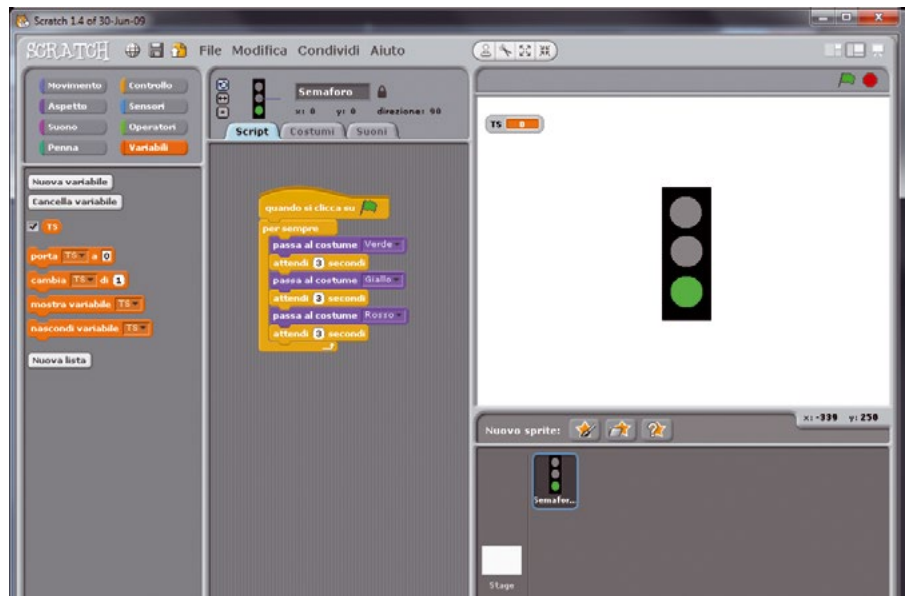 Scratch 1.4 of 30-Jun-09
SCRATCH File Modifica Condividi Aiuto
Movimento Controllo
Aspetto Sensori
Suono Operatori
Penna Variabili
Nuova variabile
Cancella variabile
TS
porta TS a 0
cambia TS di 1
mostra variabile TS
nascondi variabile TS
Nuova lista
Semaforo
x: 0 y: 0 direzione: 90
Script Costumi Suoni
quando si clicca su
per sempre
passa al costume Verde
attendi 3 secondi
passa al costume Giallo
attendi 3 secondi
passa al costume Rosso
attendi 3 secondi
TS 0
x: -339 y: 250
Nuovo sprite:
Semafor...
Stage